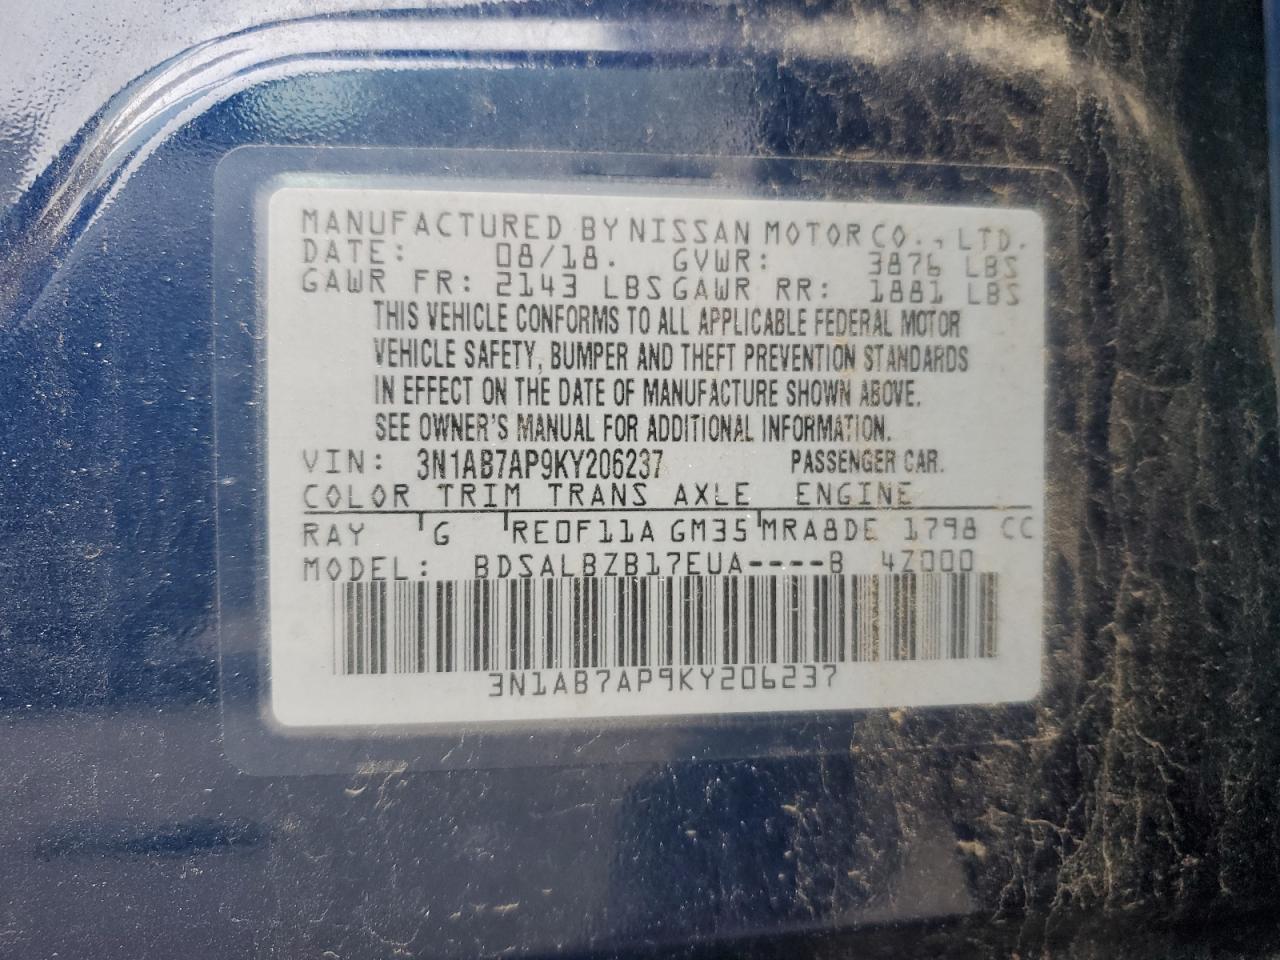 MANUFACTURED BY NISSAN MOTOR CO., LTD.
DATE: 08/18. GVWR: 3876 LBS
GAWR FR: 2143 LBS GAWR RR: 1881 LBS
THIS VEHICLE CONFORMS TO ALL APPLICABLE FEDERAL MOTOR
VEHICLE SAFETY, BUMPER AND THEFT PREVENTION STANDARDS
IN EFFECT ON THE DATE OF MANUFACTURE SHOWN ABOVE.
SEE OWNER'S MANUAL FOR ADDITIONAL INFORMATION.
VIN: 3N1AB7AP9KY206237 PASSENGER CAR.
COLOR TRIM TRANS AXLE ENGINE
RAY G RE0F11A GM35 MRA8DE 1798 CC
MODEL: BDSALBZB17EUA----B 4Z000
3N1AB7AP9KY206237